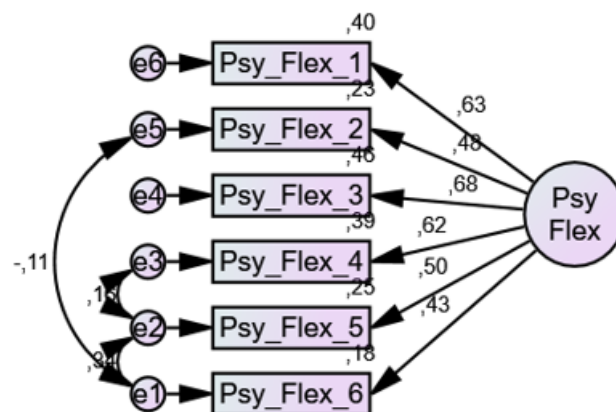 ,40
e6 Psy_Flex_1
,23
,63
e5 Psy_Flex_2
,48
,46
e4 Psy_Flex_3
,68
Psy
Flex
,39
,62
e3 Psy_Flex_4
-,11
,50
,25
e2 Psy_Flex_5
,43
,18
e1 Psy_Flex_6